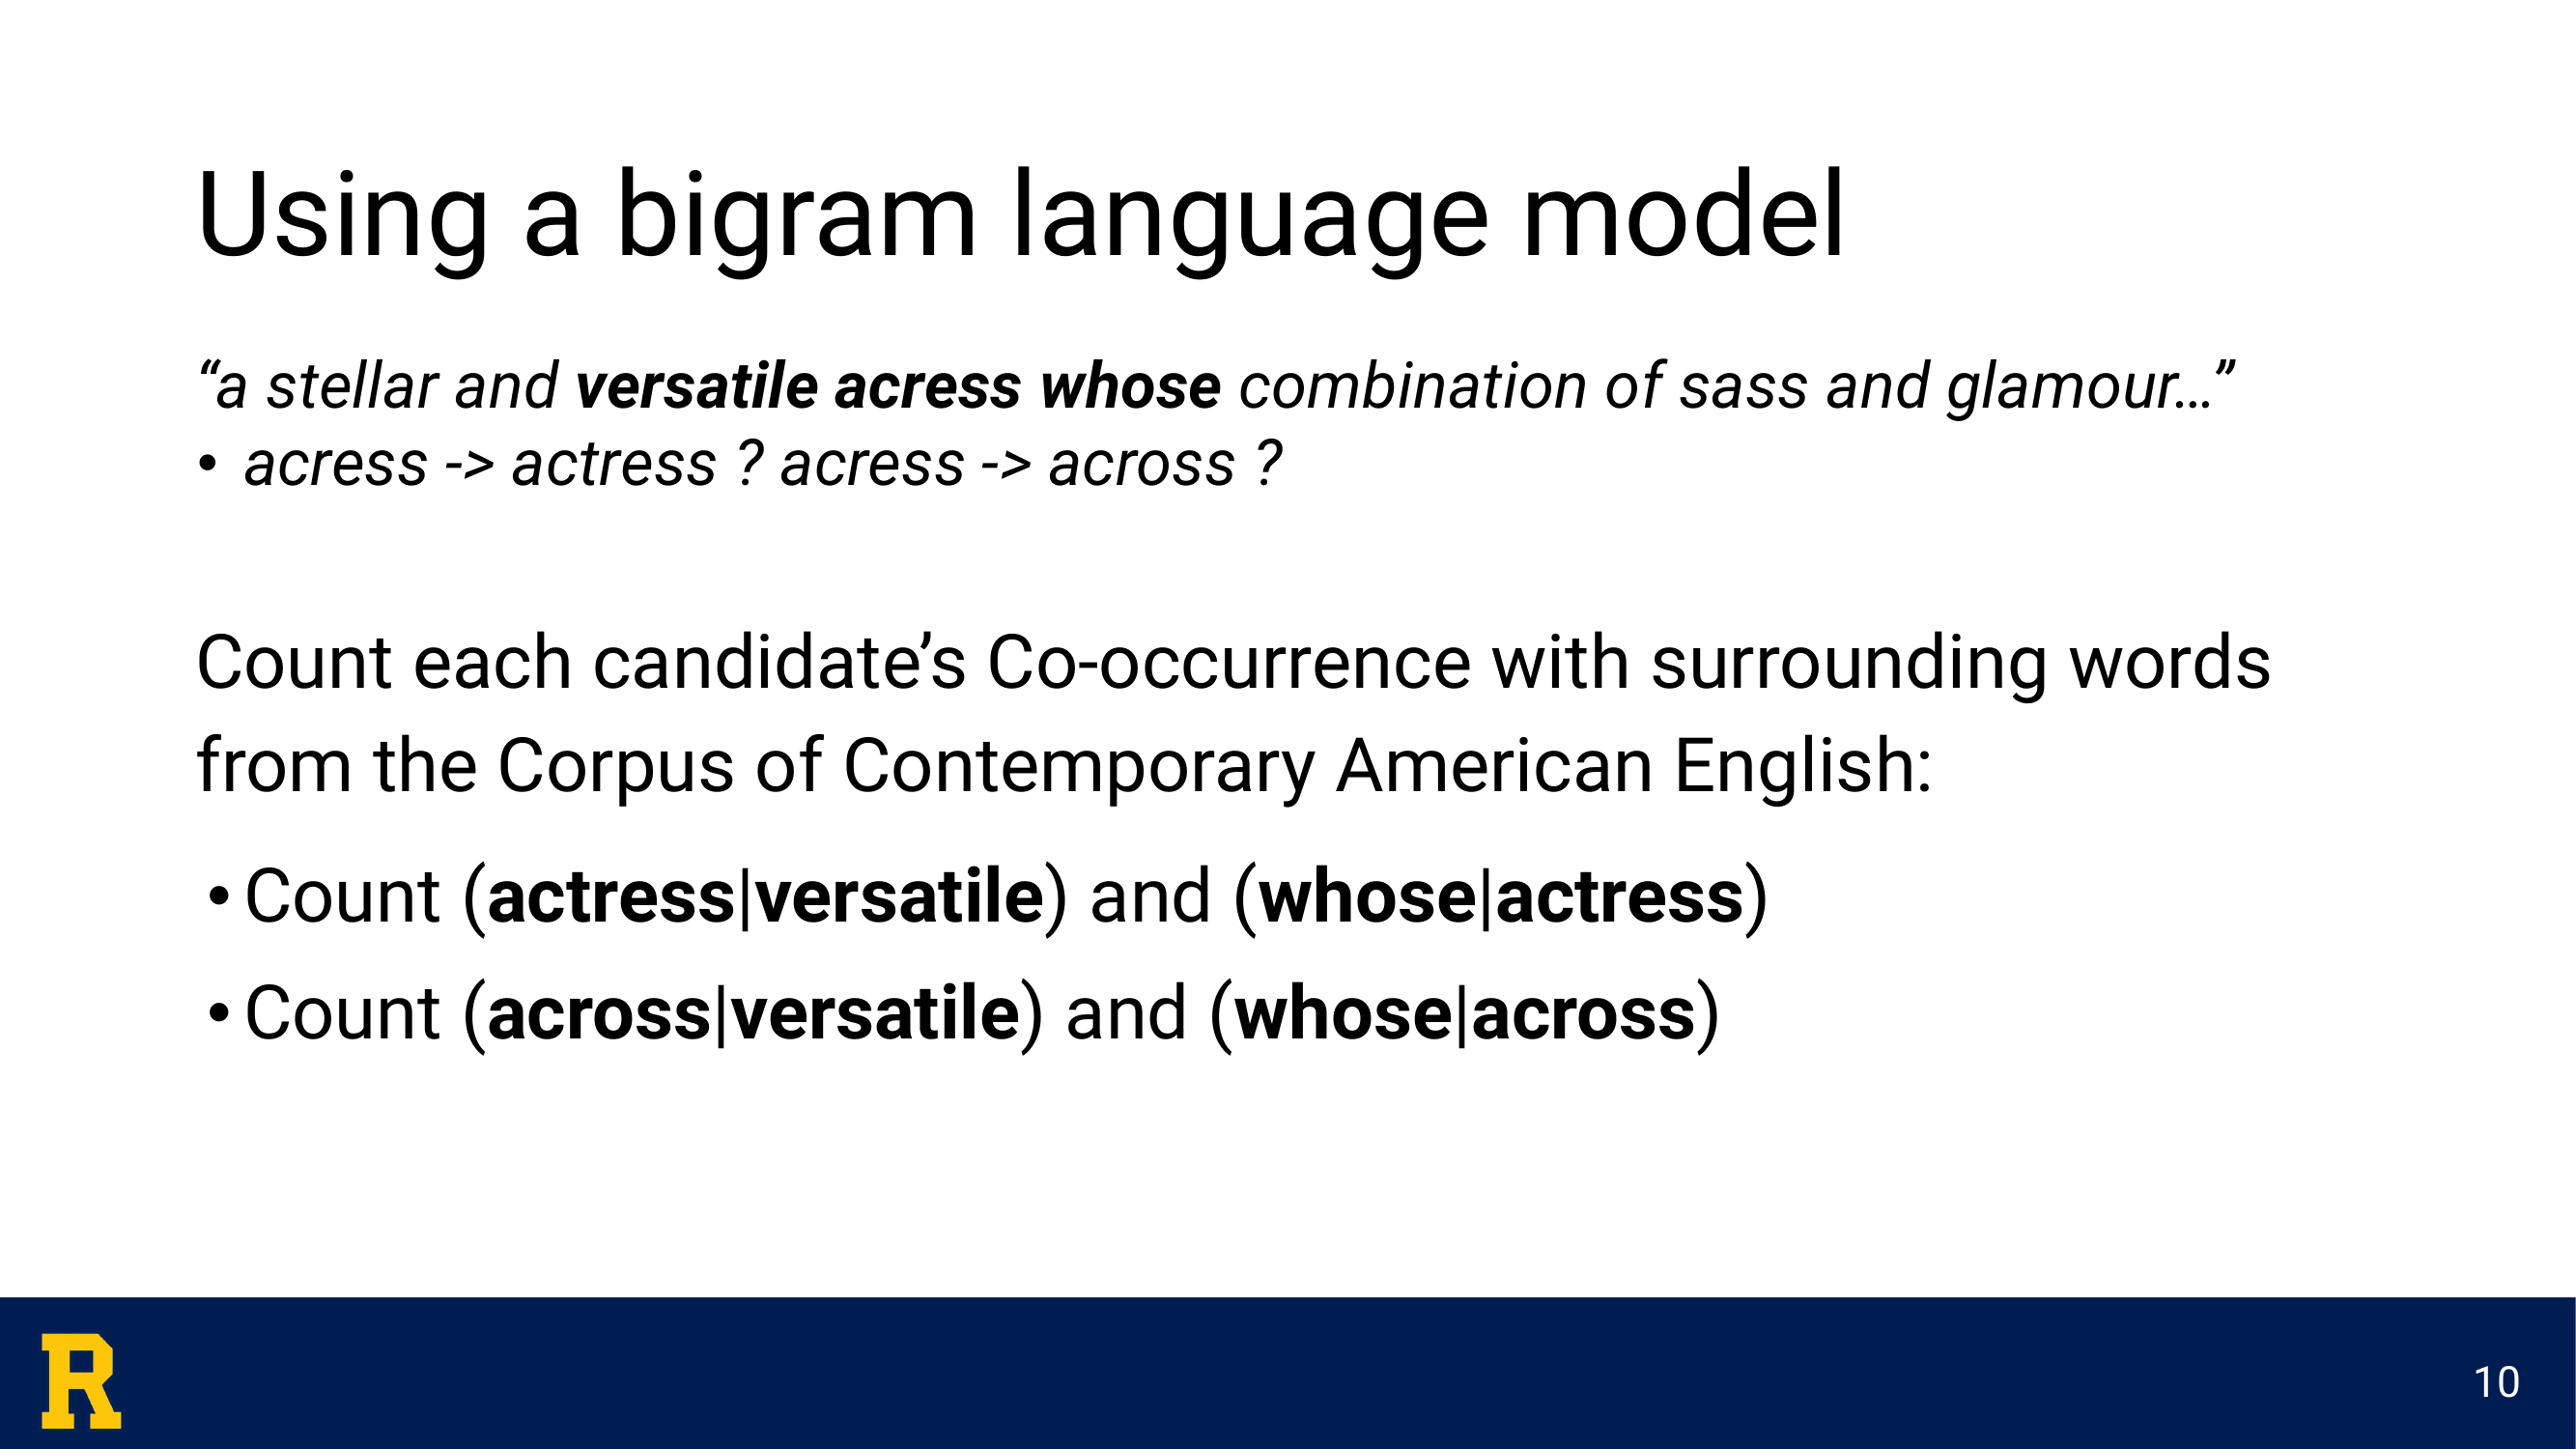 Using a bigram language model
“a stellar and versatile acress whose combination of sass and glamour…”
• acress -> actress ? acress -> across ?
Count each candidate’s Co-occurrence with surrounding words
from the Corpus of Contemporary American English:
• Count (actress|versatile) and (whose|actress)
• Count (across|versatile) and (whose|across)
R
10